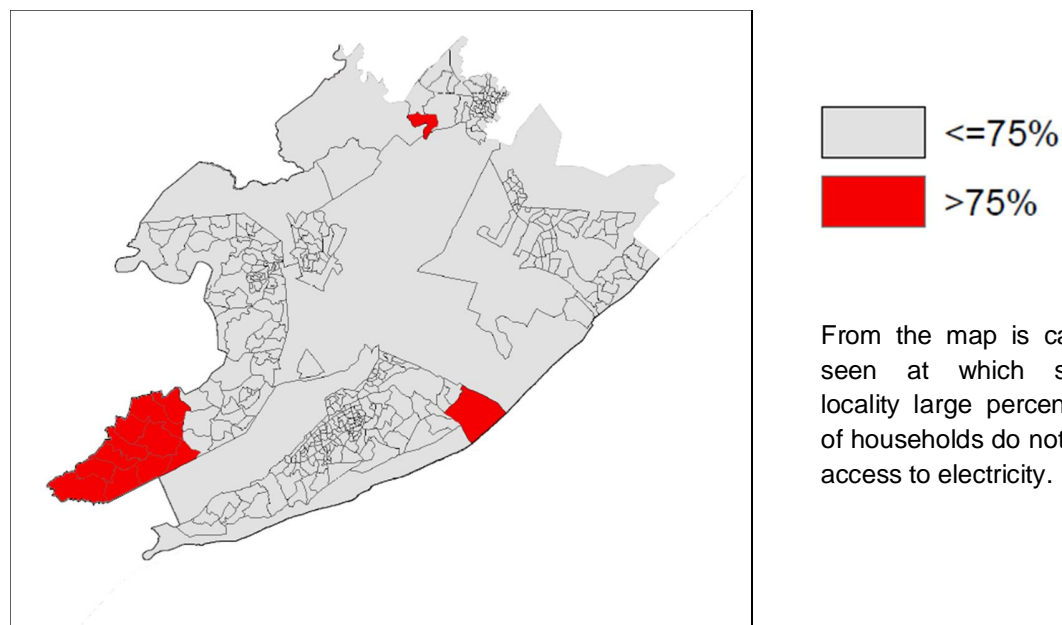 <=75%
>75%
From the map is
seen at which
locality large
of households do not
access to electricity.